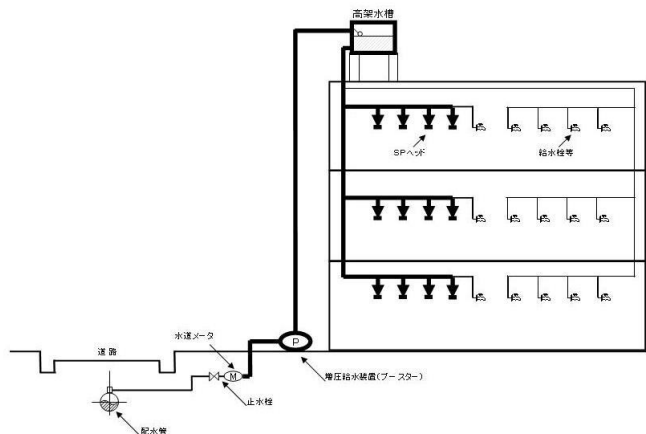 高架水槽
SPヘッド
給水栓等
水道メータ
道路
P
M
増圧給水装置(ブースター)
止水栓
配水管